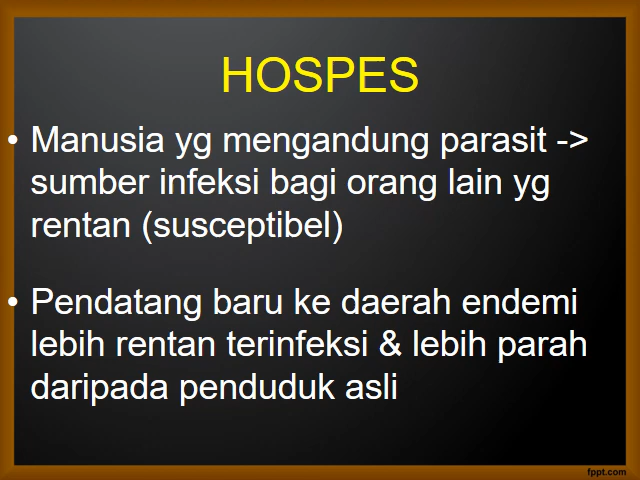 HOSPES
• Manusia yg mengandung parasit ->
sumber infeksi bagi orang lain yg
rentan (susceptibel)
• Pendatang baru ke daerah endemi
lebih rentan terinfeksi & lebih parah
daripada penduduk asli
fppt.com